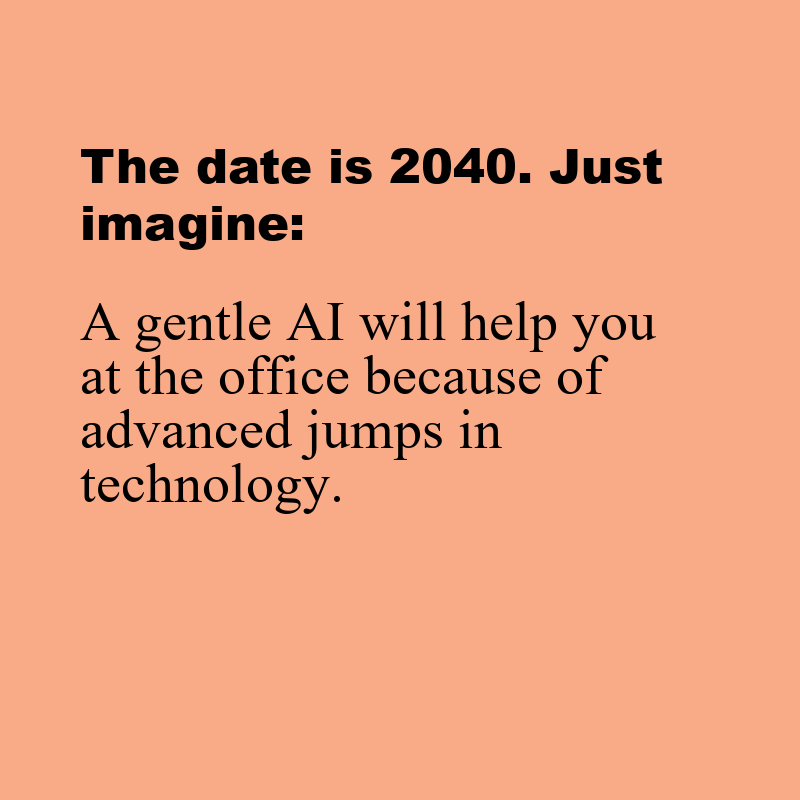 The date is 2040. Just
imagine:
A gentle AI will help you
at the office because of
advanced jumps in
technology.